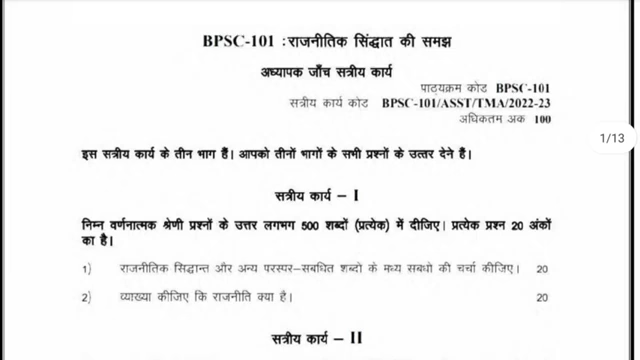 BPSC-101 : राजनीतिक सिंद्घात की समझ
अध्यापक जाँच सत्रीय कार्य
पाठ्यक्रम कोड BPSC-101
सत्रीय कार्य कोड BPSC-101/ASST/TMA/2022-23
अधिकतम अक 100
1/13
इस सत्रीय कार्य के तीन भाग हैं। आपको तीनों भागों के सभी प्रश्नों के उत्तर देने हैं।
सत्रीय कार्य – I
निम्न वर्णनात्मक श्रेणी प्रश्नों के उत्तर लगभग 500 शब्दों (प्रत्येक) में दीजिए। प्रत्येक प्रश्न 20 अंकों
का है।
1) राजनीतिक सिद्धान्त और अन्य परस्पर–सबधित शब्दो के मध्य सबधो की चर्चा कीजिए। 20
2) व्याख्या कीजिए कि राजनीति क्या है। 20
सत्रीय कार्य – II